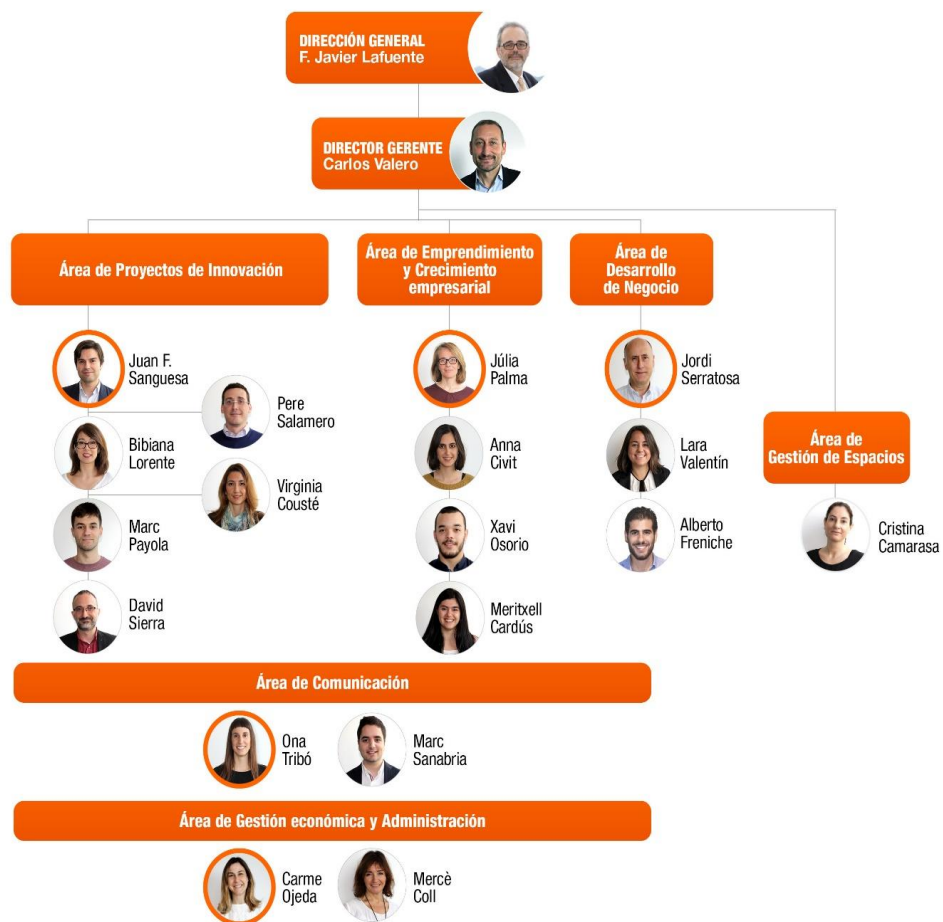 DIRECCIÓN GENERAL
F. Javier Lafuente
DIRECTOR GERENTE
Carlos Valero
Área de Proyectos de Innovación
Área de Emprendimiento
y Crecimiento
empresarial
Área de
Desarrollo
de Negocio
Juan F.
Sanguesa
Pere
Salamero
Bibiana
Lorente
Virginia
Cousté
Marc
Payola
David
Sierra
Júlia
Palma
Anna
Civit
Xavi
Osorio
Meritxell
Cardús
Jordi
Serratosa
Lara
Valentín
Alberto
Freniche
Área de
Gestión de Espacios
Cristina
Camarasa
Área de Comunicación
Ona
Tribó
Marc
Sanabria
Área de Gestión económica y Administración
Carme
Ojeda
Mercè
Coll